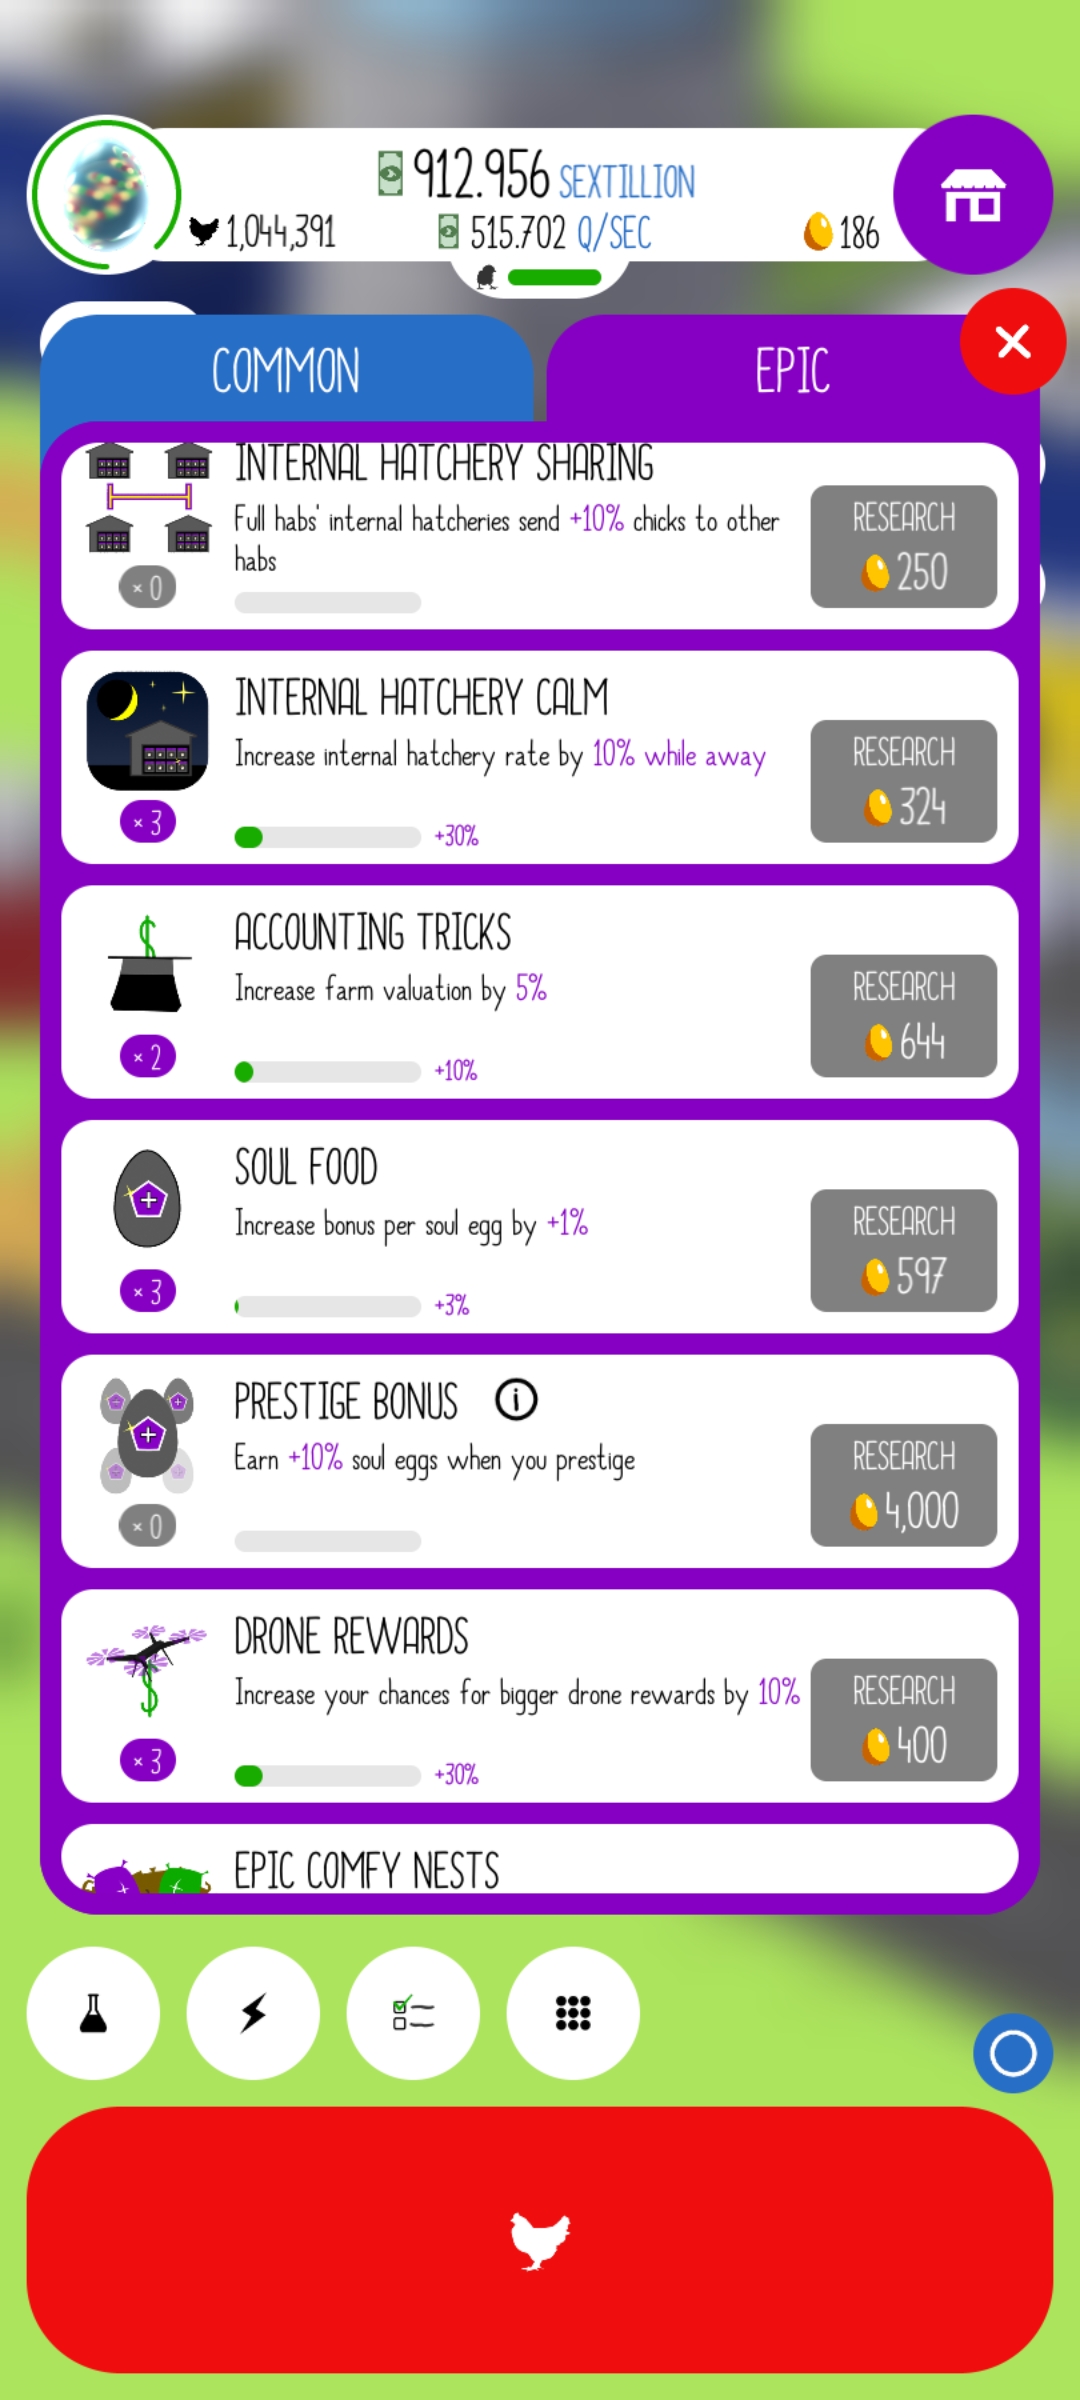 912.956 SEXTILLION
1,044,391
515.702 Q/SEC
186
COMMON
EPIC
INTERNAL HATCHERY SHARING
Full habs' internal hatcheries send +10% chicks to other
habs
× 0
RESEARCH
250
INTERNAL HATCHERY CALM
Increase internal hatchery rate by 10% while away
× 3
+30%
RESEARCH
324
ACCOUNTING TRICKS
Increase farm valuation by 5%
× 2
+10%
RESEARCH
644
SOUL FOOD
Increase bonus per soul egg by +1%
× 3
+3%
RESEARCH
597
PRESTIGE BONUS i
Earn +10% soul eggs when you prestige
× 0
RESEARCH
4,000
DRONE REWARDS
Increase your chances for bigger drone rewards by 10%
× 3
+30%
RESEARCH
400
EPIC COMFY NESTS